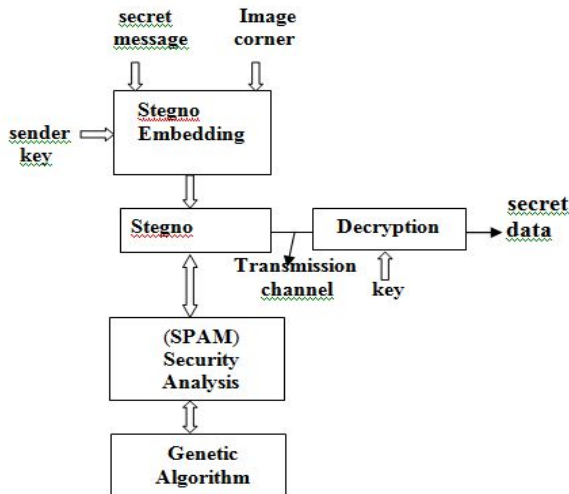 secret
message
Image
corner
sender
key
Stegno
Embedding
Stegno
Decryption
secret
data
Transmission
channel
key
(SPAM)
Security
Analysis
Genetic
Algorithm